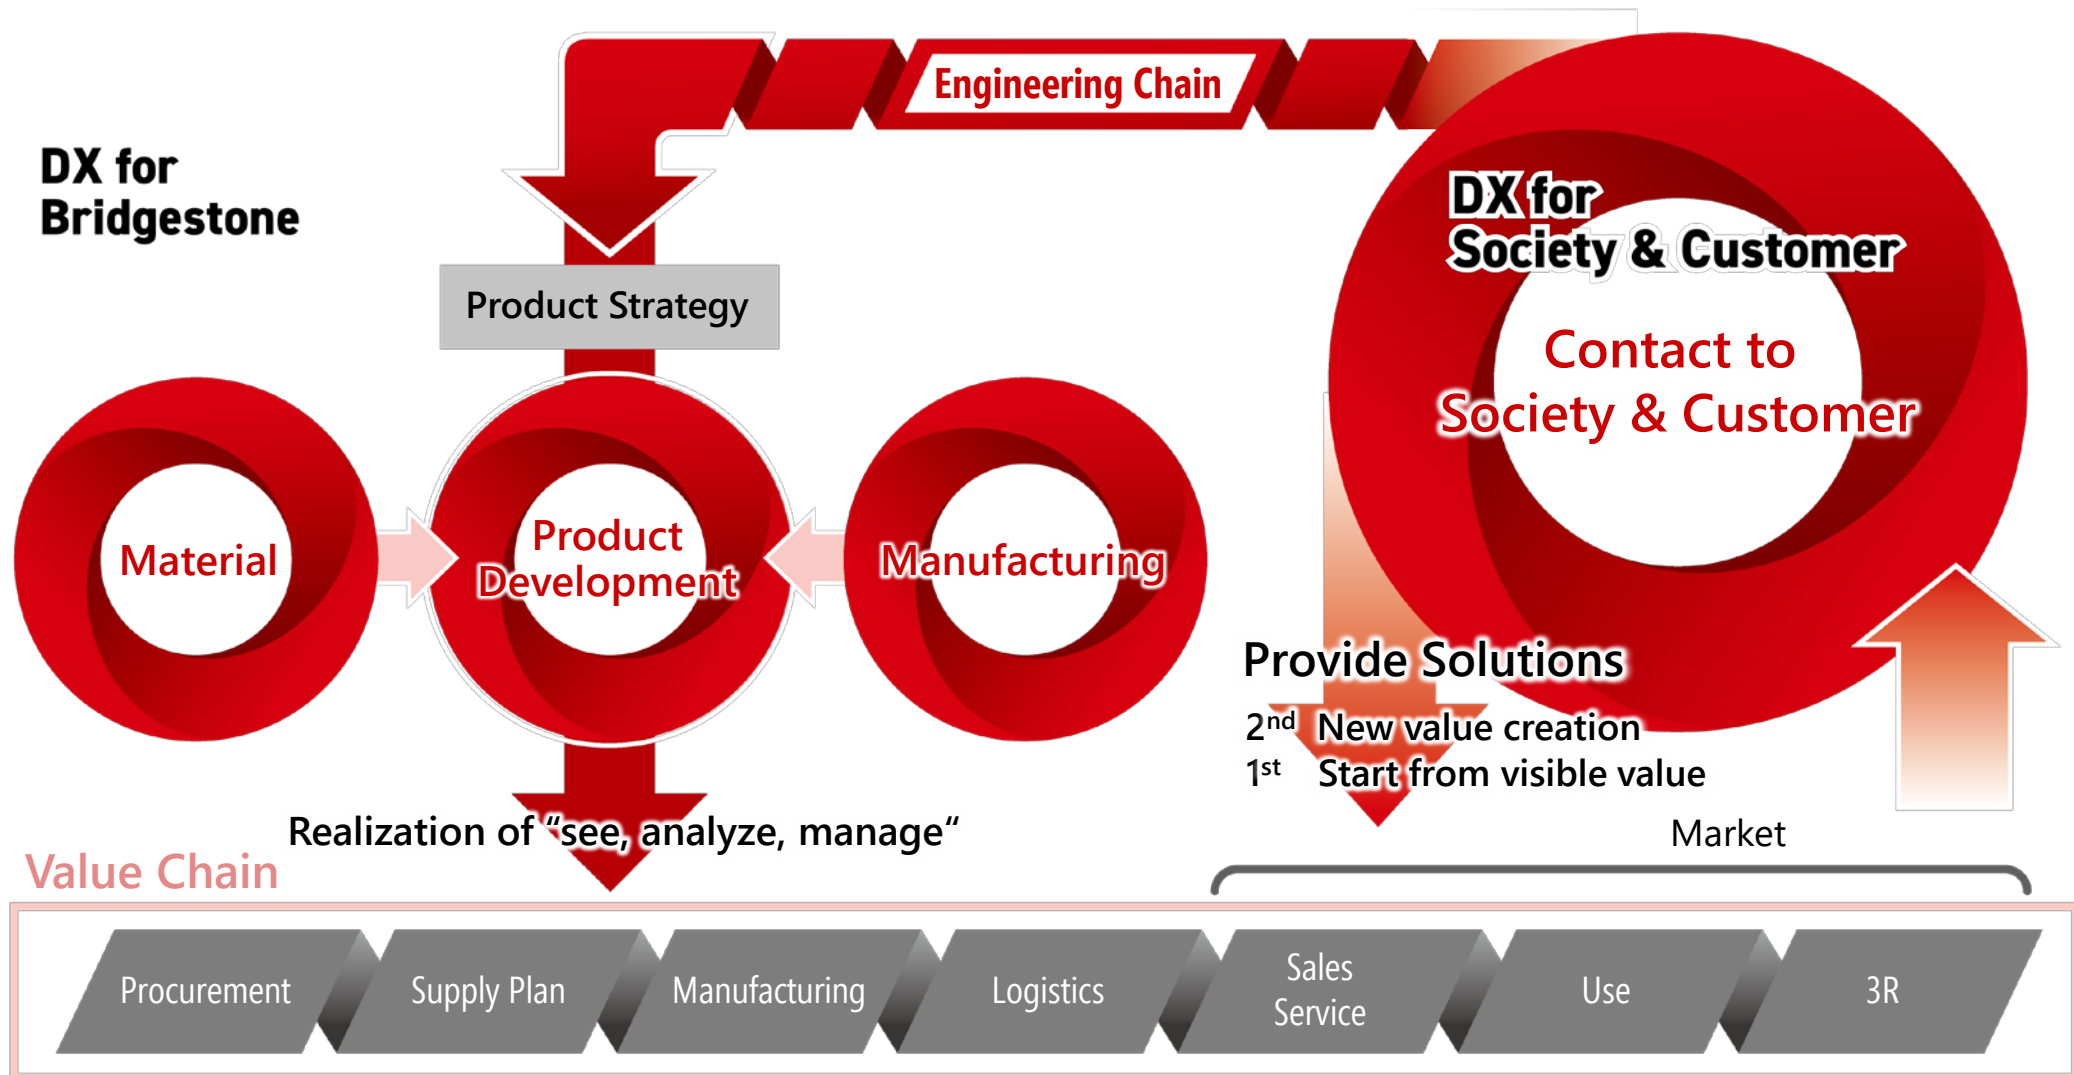 Engineering Chain
DX for
Bridgestone
DX for
Society & Customer
Product Strategy
Contact to
Society & Customer
Material
Product
Development
Manufacturing
Provide Solutions
2nd New value creation
1st Start from visible value
Realization of “see, analyze, manage“
Market
Value Chain
Procurement
Supply Plan
Manufacturing
Logistics
Sales
Service
Use
3R